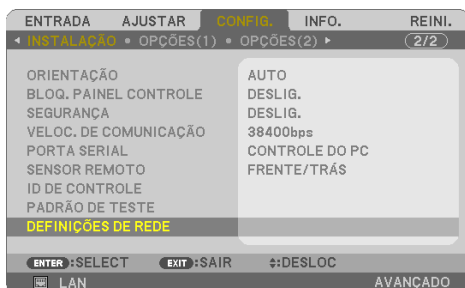 ENTRADA AJUSTAR CONFIG. INFO. REINI.
INSTALAÇÃO • OPÇÕES(1) • OPÇÕES(2) 2/2
ORIENTAÇÃO AUTO
BLOQ. PAINEL CONTROLE DESLIG.
SEGURANÇA DESLIG.
VELOC. DE COMUNICAÇÃO 38400bps
PORTA SERIAL CONTROLE DO PC
SENSOR REMOTO FRENTE/TRÁS
ID DE CONTROLE
PADRÃO DE TESTE
DEFINIÇÕES DE REDE
ENTER :SELECT EXIT :SAIR :DESLOC
LAN AVANÇADO